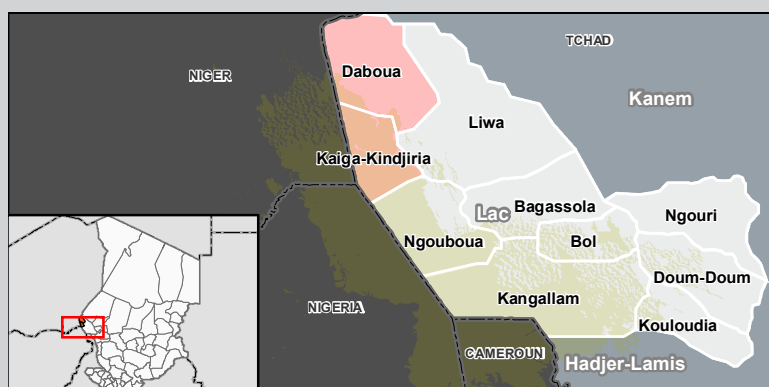 TCHAD
Daboua
NIGER
Kanem
Liwa
Kaiga-Kindjiria
Bagassola
Lac
Ngouri
Ngouboua
Bol
Doum-Doum
Kangallam
NIGERIA
Kouloudia
CAMEROUN
Hadjer-Lamis